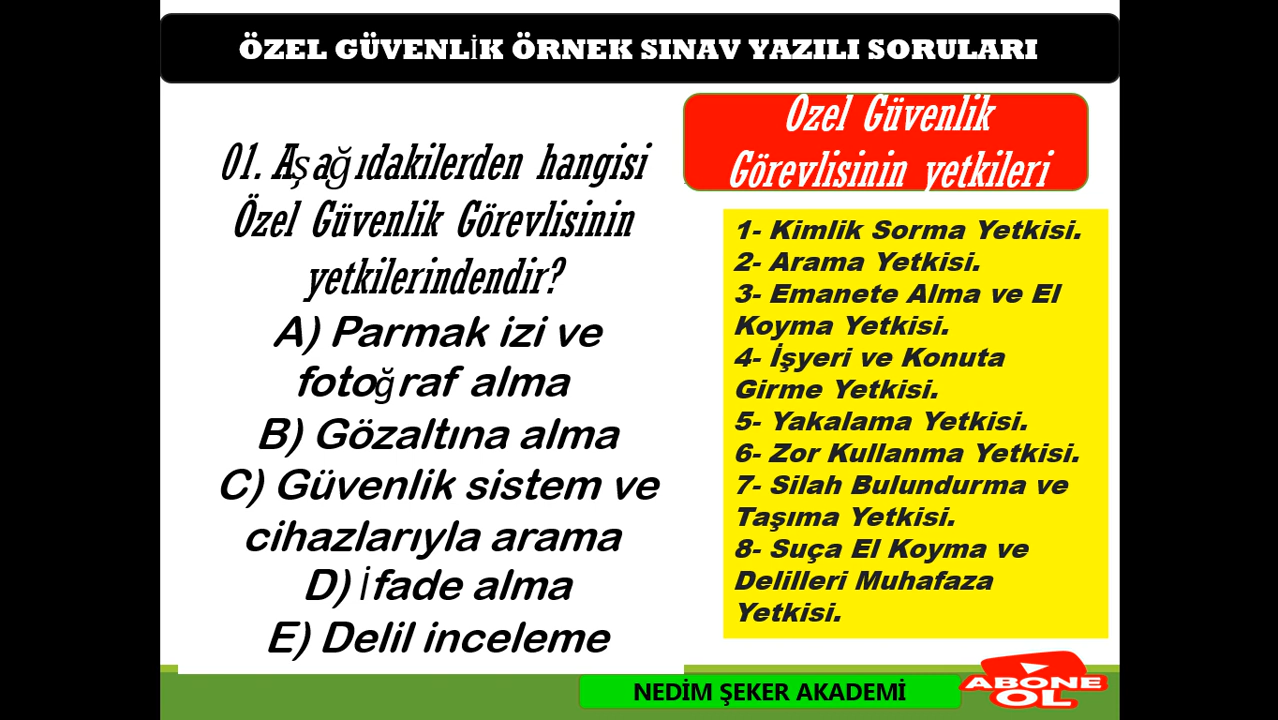 ÖZEL GÜVENLİK ÖRNEK SINAV YAZILI SORULARI
01. Aşağıdakilerden hangisi
Özel Güvenlik Görevlisinin
yetkilerindendir?
A) Parmak izi ve
fotoğraf alma
B) Gözaltına alma
C) Güvenlik sistem ve
cihazlarıyla arama
D) İfade alma
E) Delil inceleme
Özel Güvenlik
Görevlisinin yetkileri
1- Kimlik Sorma Yetkisi.
2- Arama Yetkisi.
3- Emanete Alma ve El
Koyma Yetkisi.
4- İşyeri ve Konuta
Girme Yetkisi.
5- Yakalama Yetkisi.
6- Zor Kullanma Yetkisi.
7- Silah Bulundurma ve
Taşıma Yetkisi.
8- Suça El Koyma ve
Delilleri Muhafaza
Yetkisi.
NEDİM ŞEKER AKADEMİ
ABONE
OL